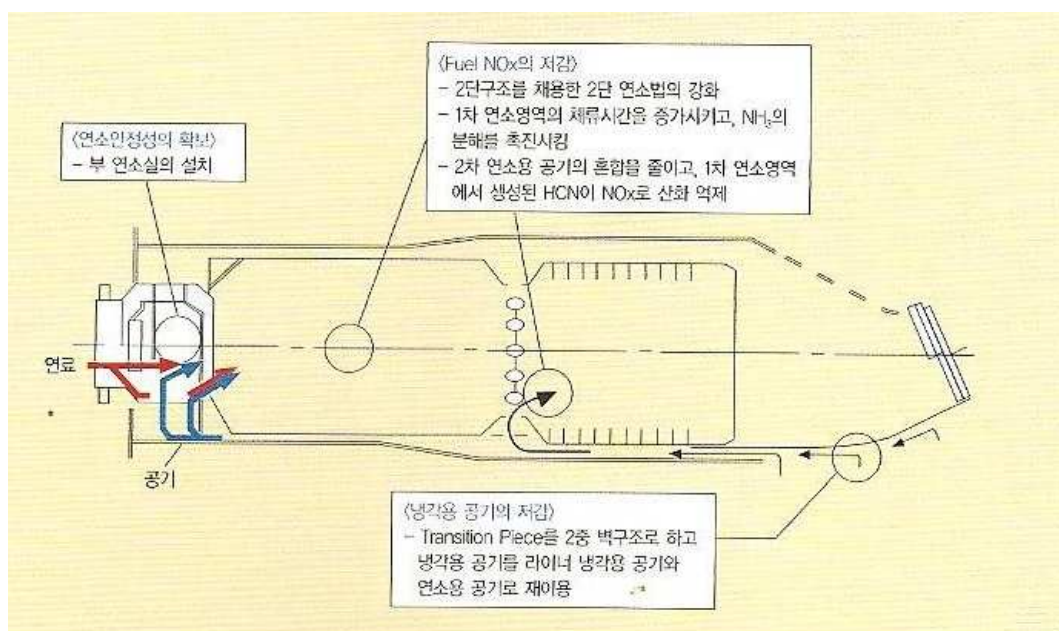 〈Fuel NOx의 저감〉
- 2단구조를 채용한 2단 연소법의 강화
- 1차 연소영역의 체류시간을 증가시키고, NH₃의
분해를 촉진시킴
- 2차 연소용 공기의 혼합을 줄이고, 1차 연소영역
에서 생성된 HCN이 NOx로 산화 억제
〈연소안정성의 확보〉
- 부 연소실의 설치
연료
공기
〈냉각용 공기의 저감〉
- Transition Piece를 2중 벽구조로 하고
냉각용 공기를 라이너 냉각용 공기와
연소용 공기로 재이용